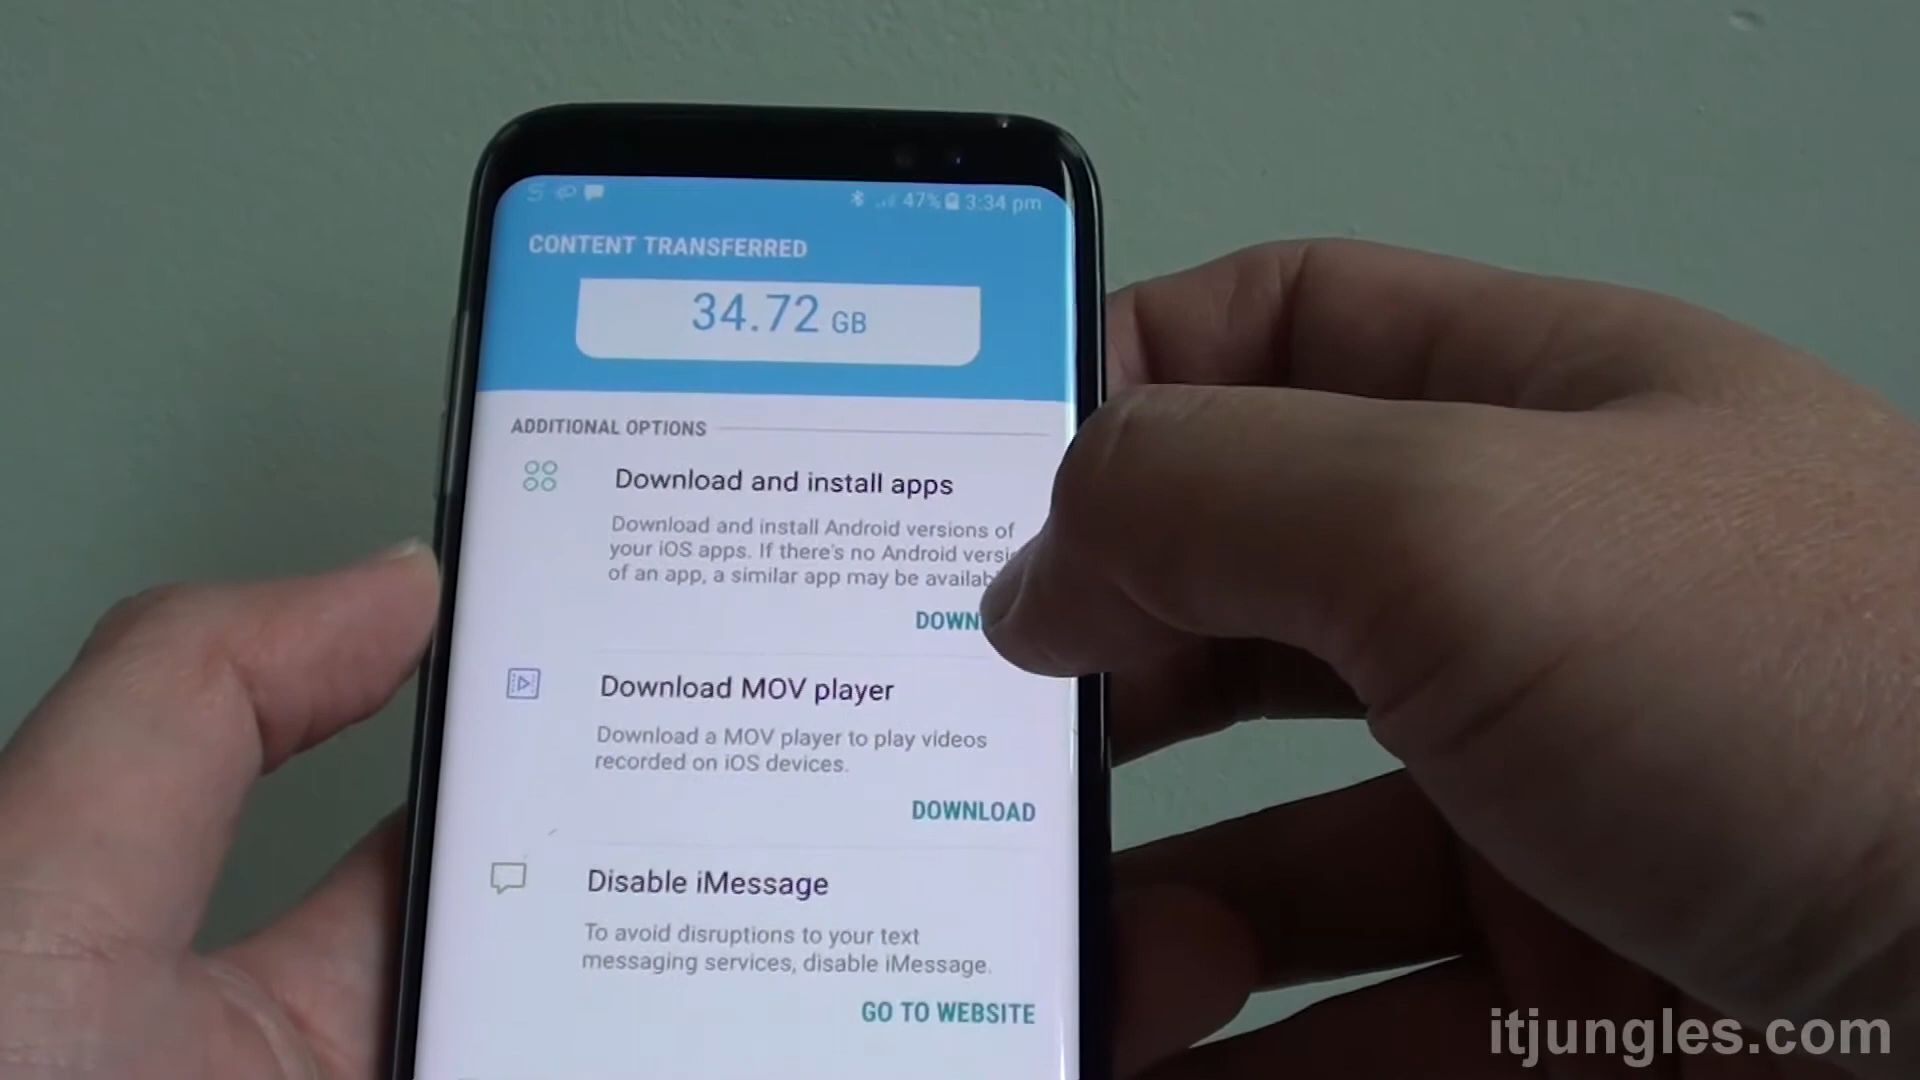 47% 3:34 pm
CONTENT TRANSFERRED
34.72 GB
ADDITIONAL OPTIONS
Download and install apps
Download and install Android versions of
your iOS apps. If there's no Android
of an app, a similar app may be
Download MOV player
Download a MOV player to play videos
recorded on iOS devices.
DOWNLOAD
Disable iMessage
To avoid disruptions to your text
messaging services, disable iMessage.
GO TO WEBSITE
itjungles.com